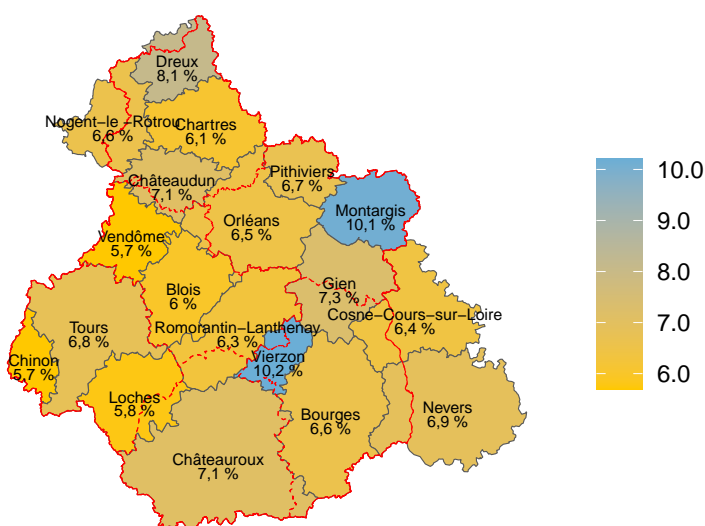 Dreux
8,1 %
Nogent−le −Rotrou
6,6 %
Chartres
6,1 %
Châteaudun
7,1 %
Pithiviers
6,7 %
Montargis
10,1 %
Orléans
6,5 %
Vendôme
5,7 %
Blois
6 %
Gien
7,3 %
Cosne−Cours−sur−Loire
6,4 %
Tours
6,8 %
Romorantin−Lanthenay
6,3 %
Vierzon
10,2 %
Chinon
5,7 %
Loches
5,8 %
Bourges
6,6 %
Nevers
6,9 %
Châteauroux
7,1 %
10.0
9.0
8.0
7.0
6.0